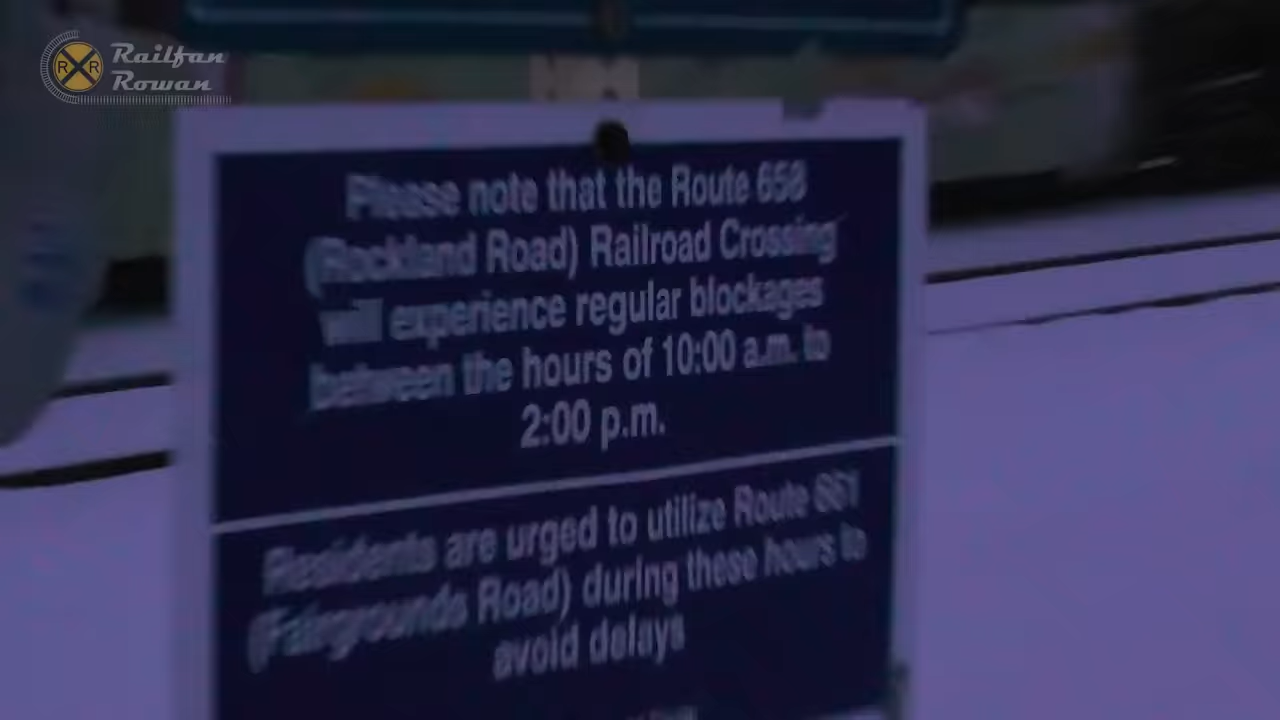 Railfan
Rowan
R R
Please note that the Route 658
(Rockland Road) Railroad Crossing
will experience regular blockages
between the hours of 10:00 a.m. to
2:00 p.m.
Residents are urged to utilize Route 661
(Fairgrounds Road) during these hours to
avoid delays